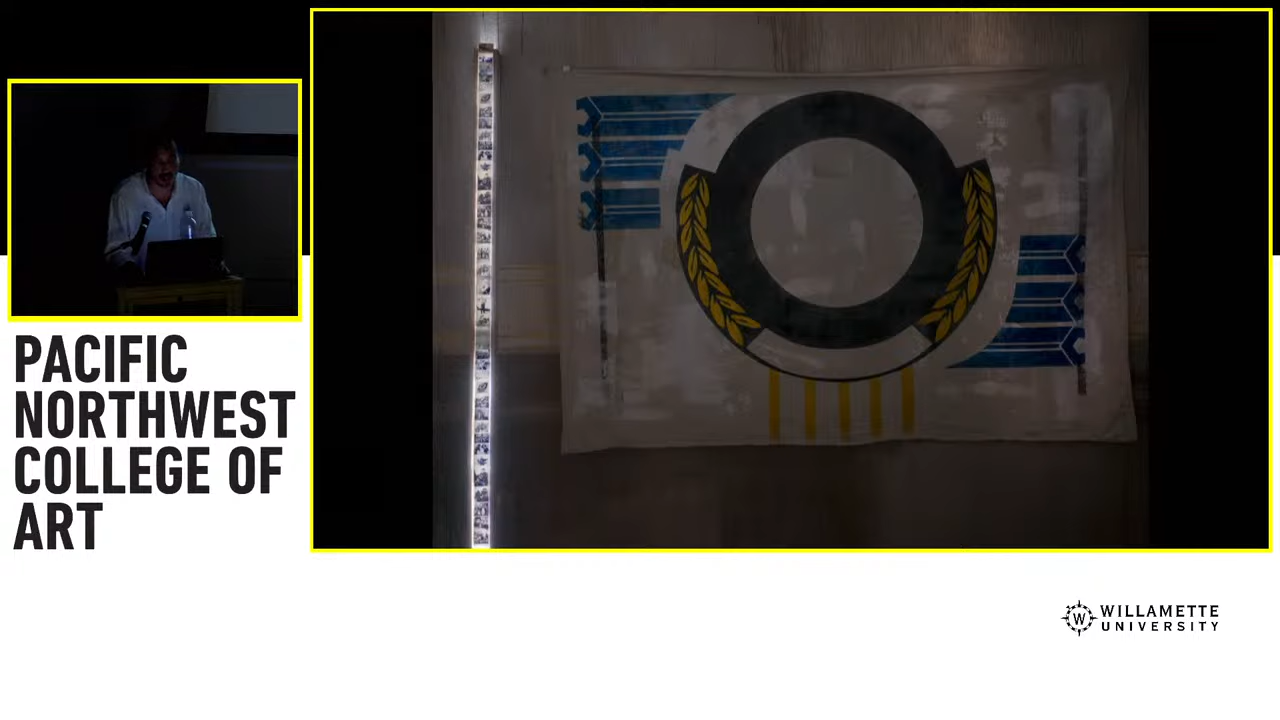 PACIFIC
NORTHWEST
COLLEGE OF
ART
WILLAMETTE
UNIVERSITY